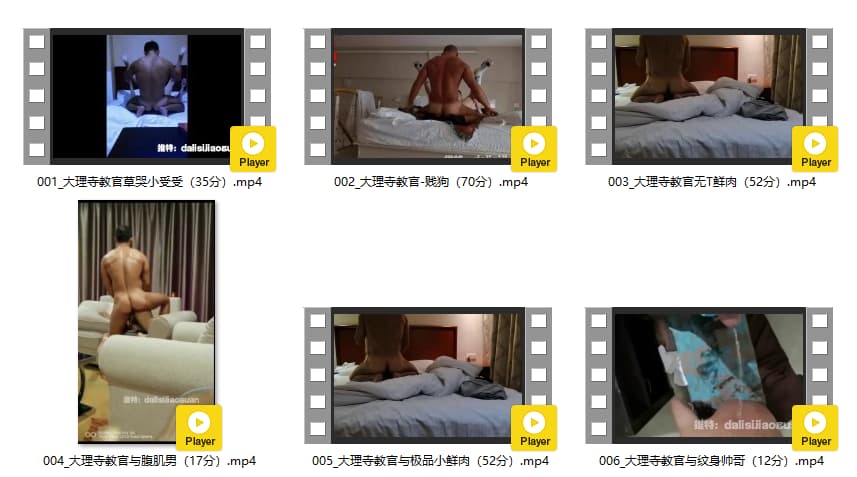 推特：dalisijiaoɢu
Player
001_大理寺教官草哭小受受（35分）.mp4
Player
002_大理寺教官-贱狗（70分）.mp4
Player
003_大理寺教官无T鲜肉（52分）.mp4
推特：dalisijiaoguan
Player
004_大理寺教官与腹肌男（17分）.mp4
Player
005_大理寺教官与极品小鲜肉（52分）.mp4
推特：dalisijiaoɢu
Player
006_大理寺教官与纹身帅哥（12分）.mp4